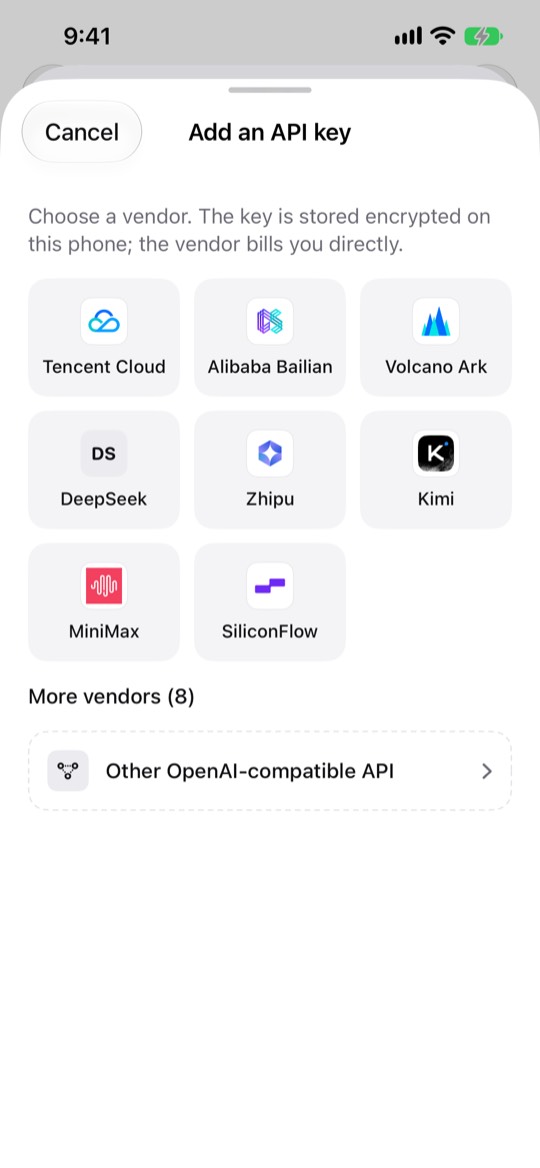 9:41
Cancel
Add an API key
Choose a vendor. The key is stored encrypted on
this phone; the vendor bills you directly.
Tencent Cloud
Alibaba Bailian
Volcano Ark
DS
DeepSeek
Zhipu
K
Kimi
MiniMax
SiliconFlow
More vendors (8)
Other OpenAI-compatible API